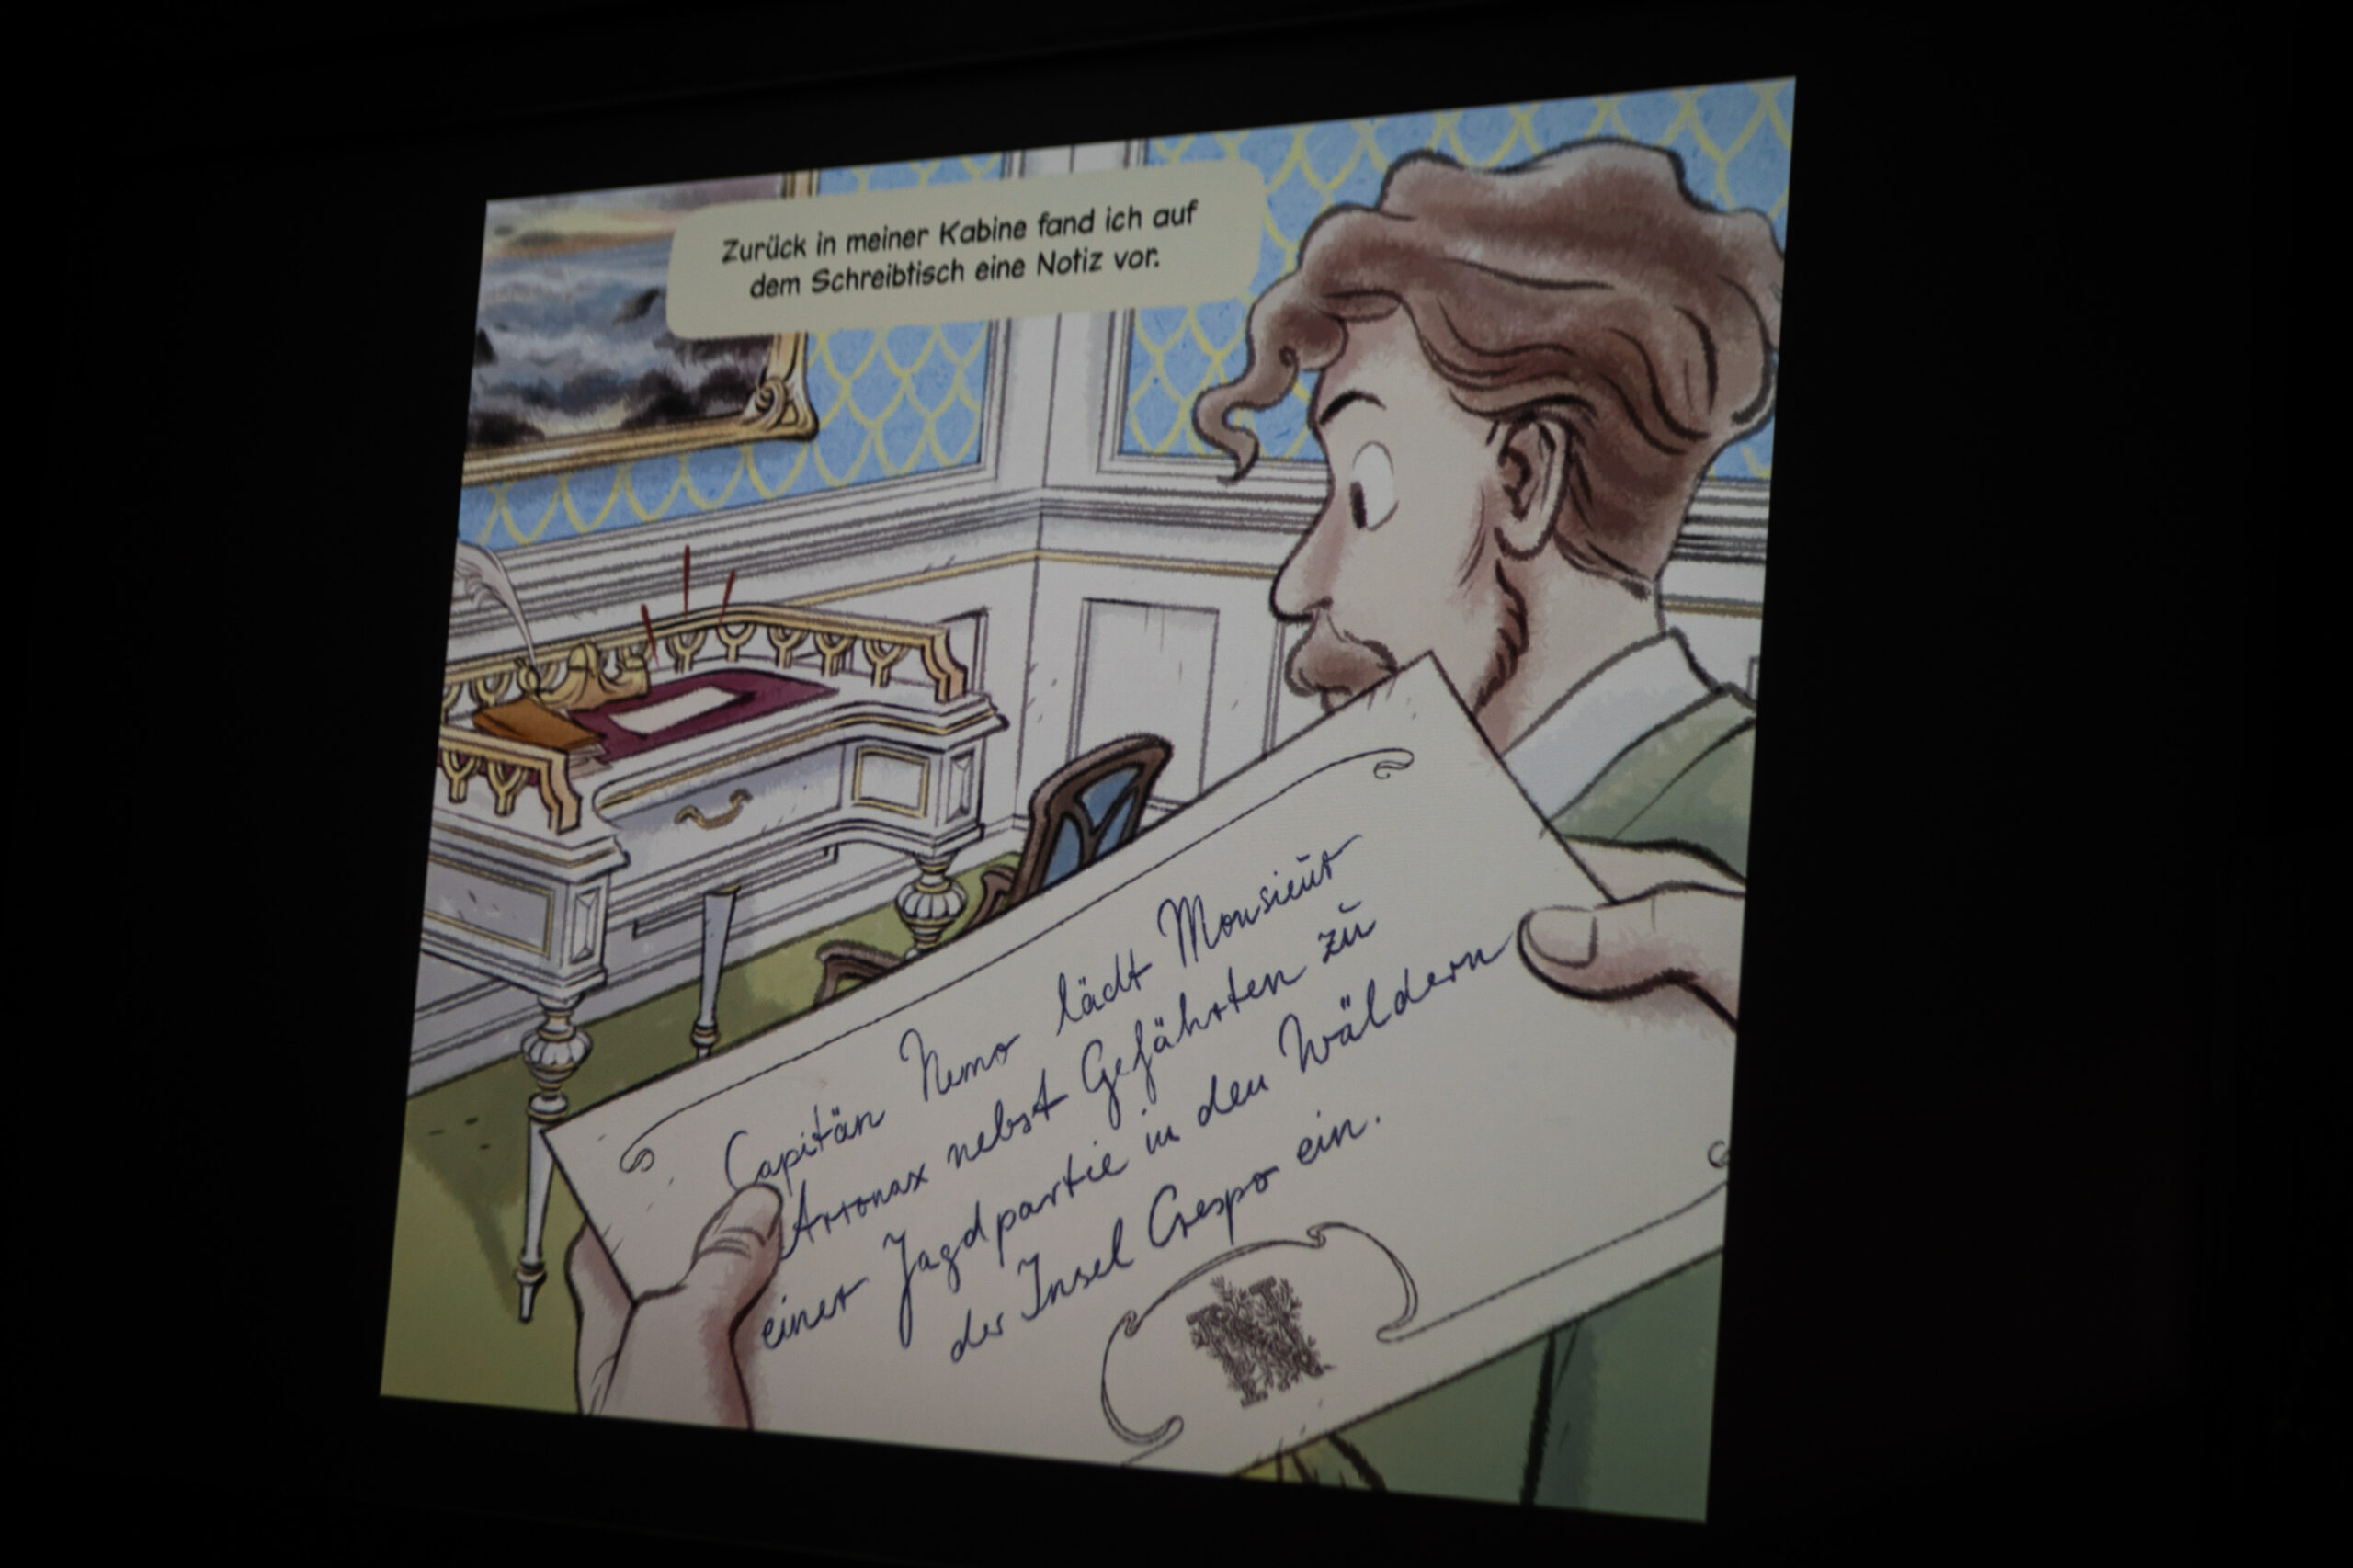 Zurück in meiner Kabine fand ich auf
dem Schreibtisch eine Notiz vor.
Capitän Nemo lädt Monsieur
Arronax nebst Gefährten zu
einer Jagdpartie in den Wäldern
der Insel Crespo ein.
N